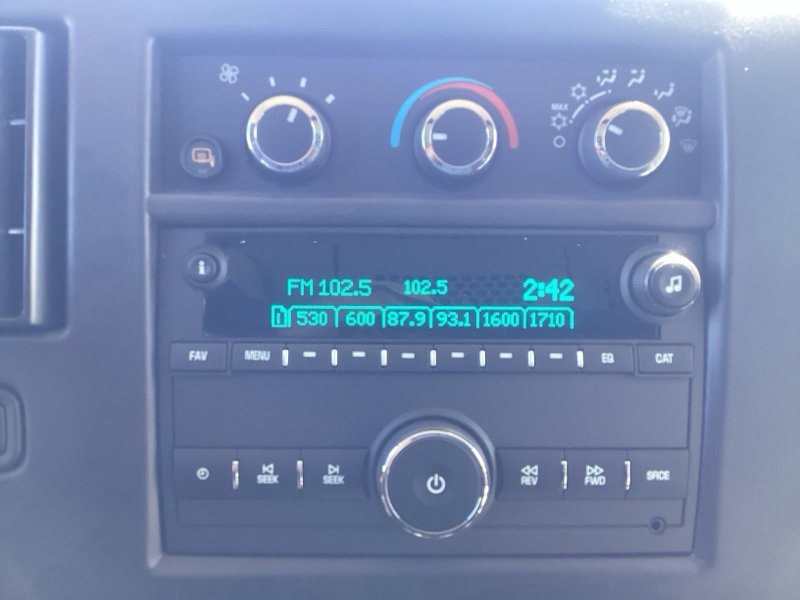 MAX
i
FM 102.5 102.5 2:42
1 530 600 87.9 93.1 1600 1710
FAV MENU EQ CAT
SEEK SEEK REV FWD SRCE